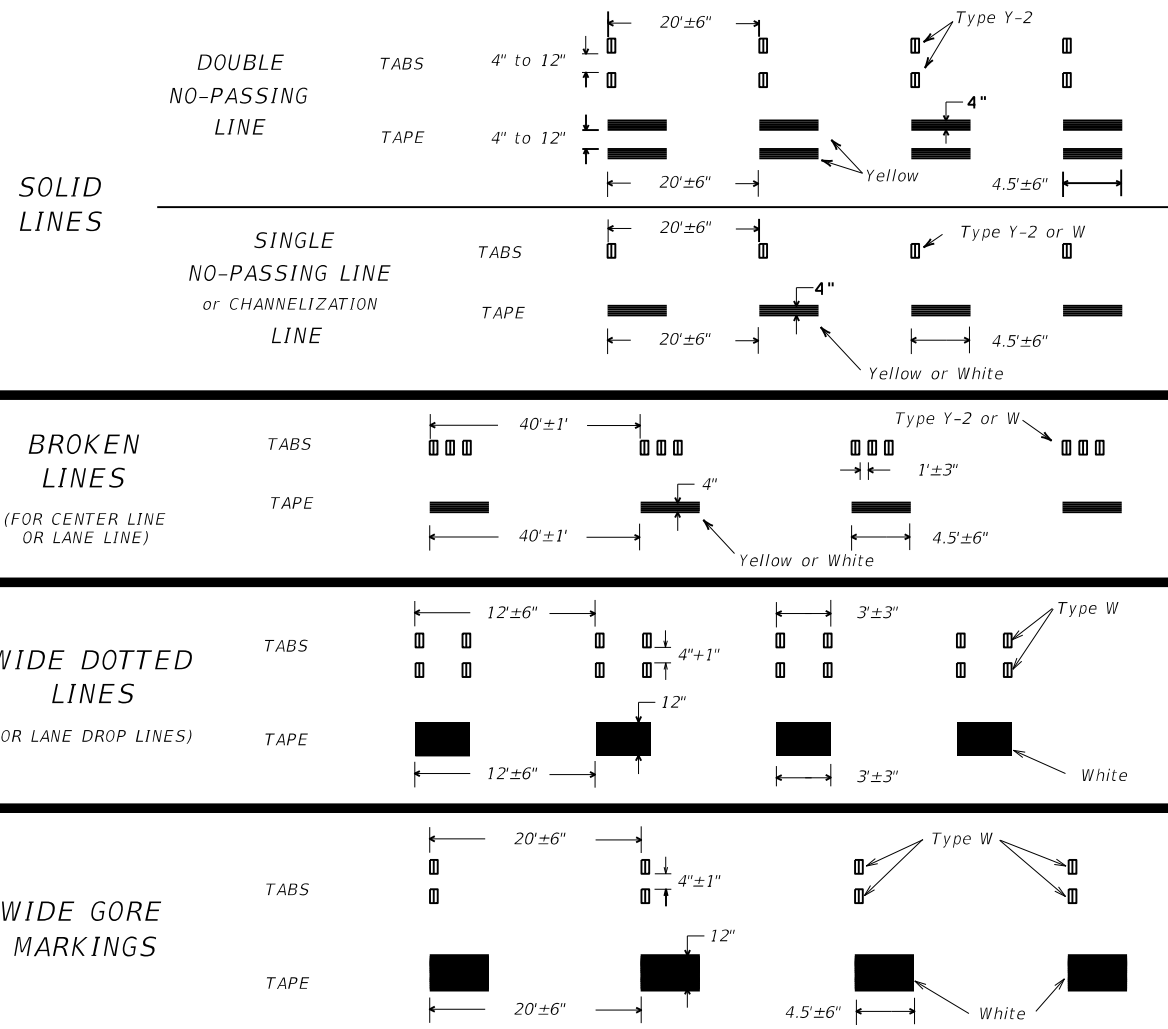 SOLID
LINES
DOUBLE
NO-PASSING
LINE
TABS
4" to 12"
20'±6"
Type Y-2
TAPE
4" to 12"
4"
Yellow
20'±6"
4.5'±6"
SINGLE
NO-PASSING LINE
or CHANNELIZATION
LINE
TABS
20'±6"
Type Y-2 or W
TAPE
4"
20'±6"
4.5'±6"
Yellow or White
BROKEN
LINES
(FOR CENTER LINE
OR LANE LINE)
TABS
40'±1'
Type Y-2 or W
1'±3"
TAPE
4"
40'±1'
4.5'±6"
Yellow or White
WIDE DOTTED
LINES
OR LANE DROP LINES)
TABS
12'±6"
3'±3"
Type W
4"+1"
TAPE
12"
12'±6"
3'±3"
White
WIDE GORE
MARKINGS
TABS
20'±6"
Type W
4"±1"
TAPE
12"
20'±6"
4.5'±6"
White